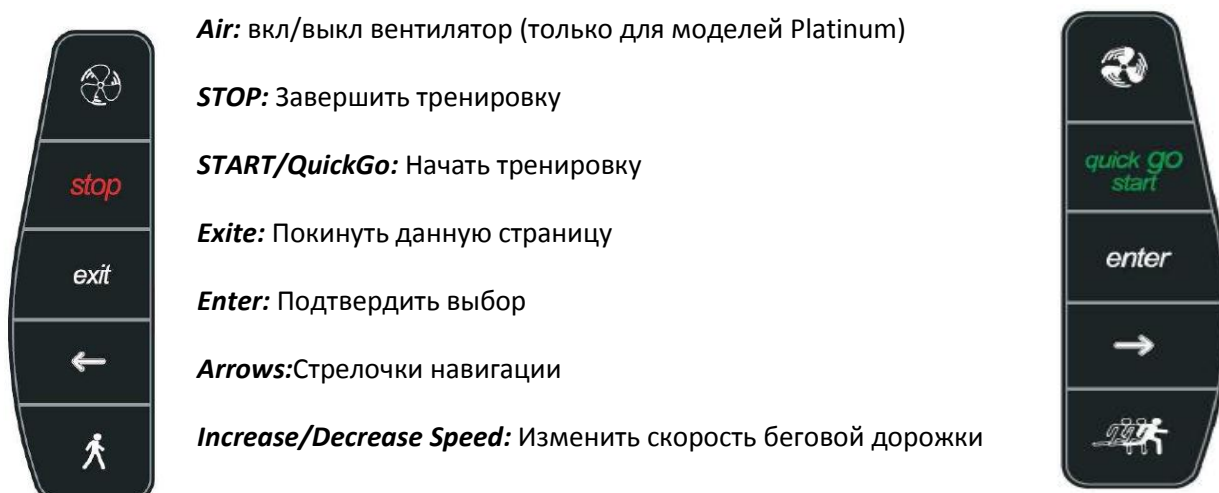 Air: вкл/выкл вентилятор (только для моделей Platinum)
STOP: Завершить тренировку
START/QuickGo: Начать тренировку
Exite: Покинуть данную страницу
Enter: Подтвердить выбор
Arrows:Стрелочки навигации
Increase/Decrease Speed: Изменить скорость беговой дорожки
stop
exit
quick go
start
enter